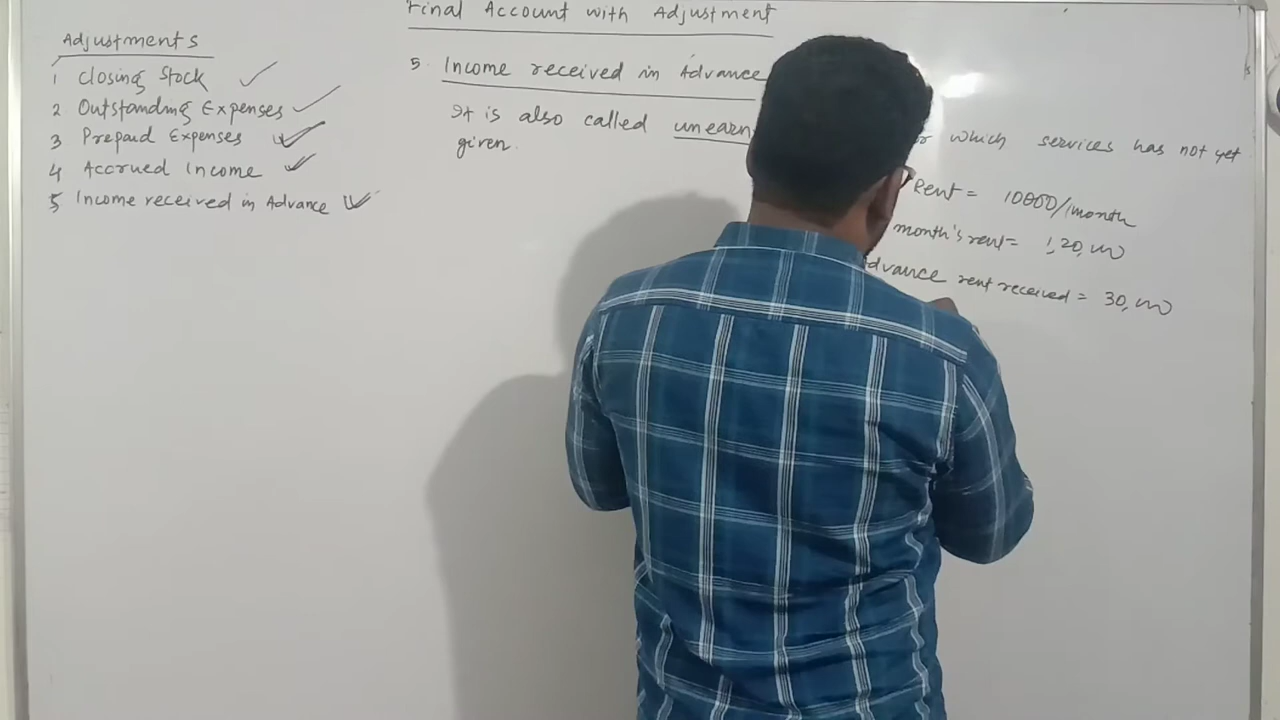 Final Account with Adjustment
Adjustments
1 Closing Stock
2 Outstanding Expenses
3 Prepaid Expenses
4 Accrued Income
5 Income received in Advance
5. Income received in Advance
It is also called unearn
which services has not yet
given.
Rent = 10000/month
month's rent = 1,20,000
dvance rent received = 30,000